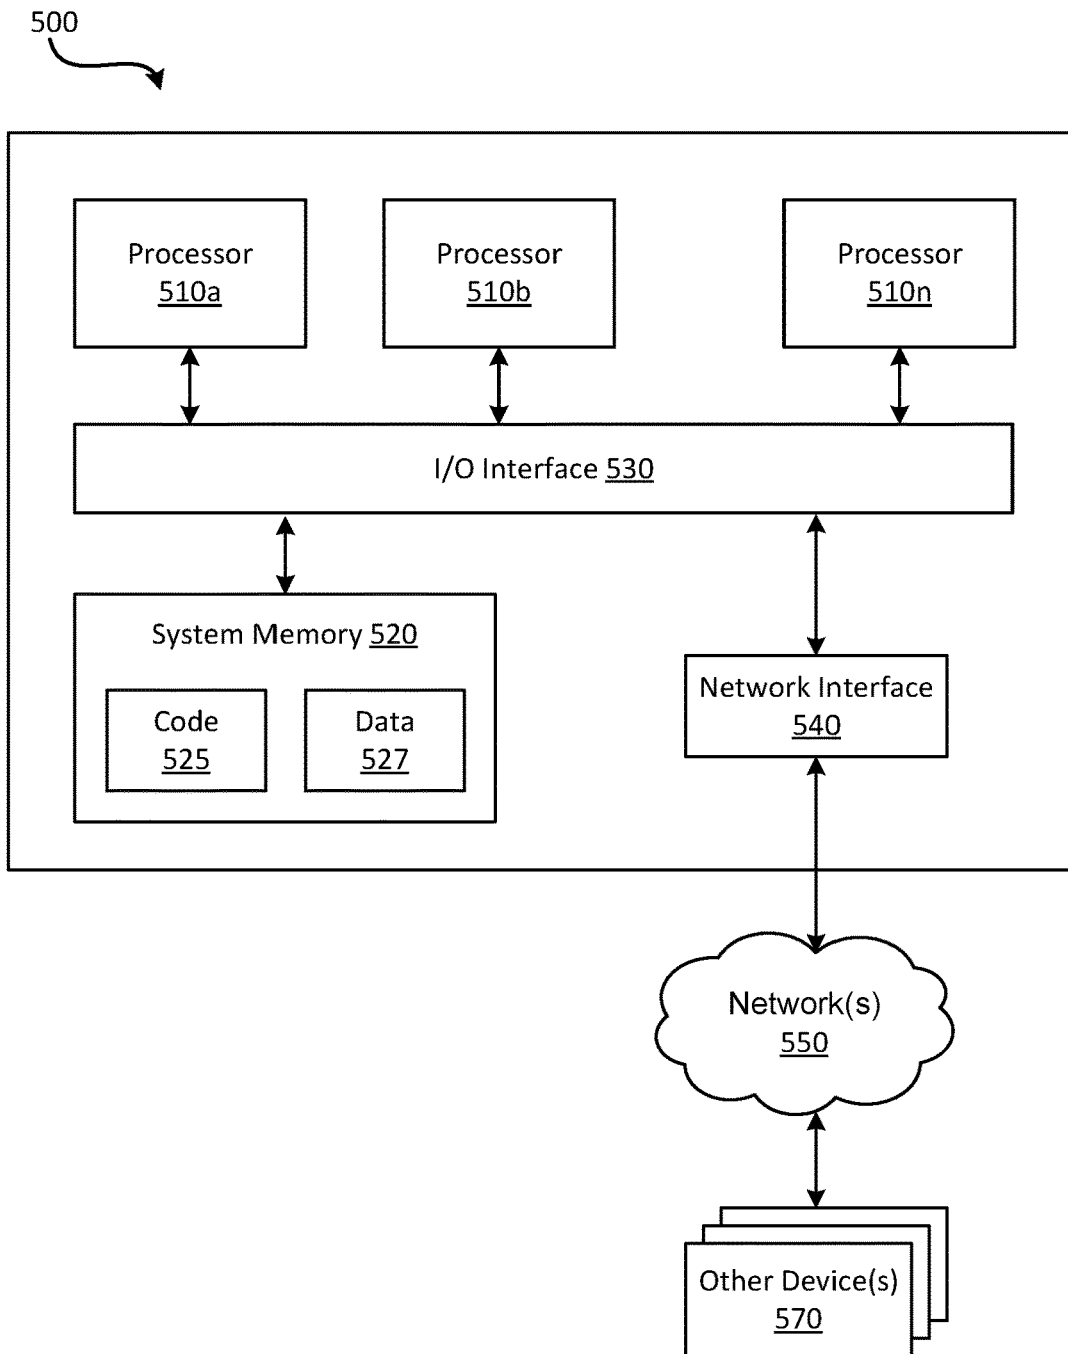 500
Processor
510a
Processor
510b
Processor
510n
I/O Interface 530
System Memory 520
Code
525
Data
527
Network Interface
540
Network(s)
550
Other Device(s)
570